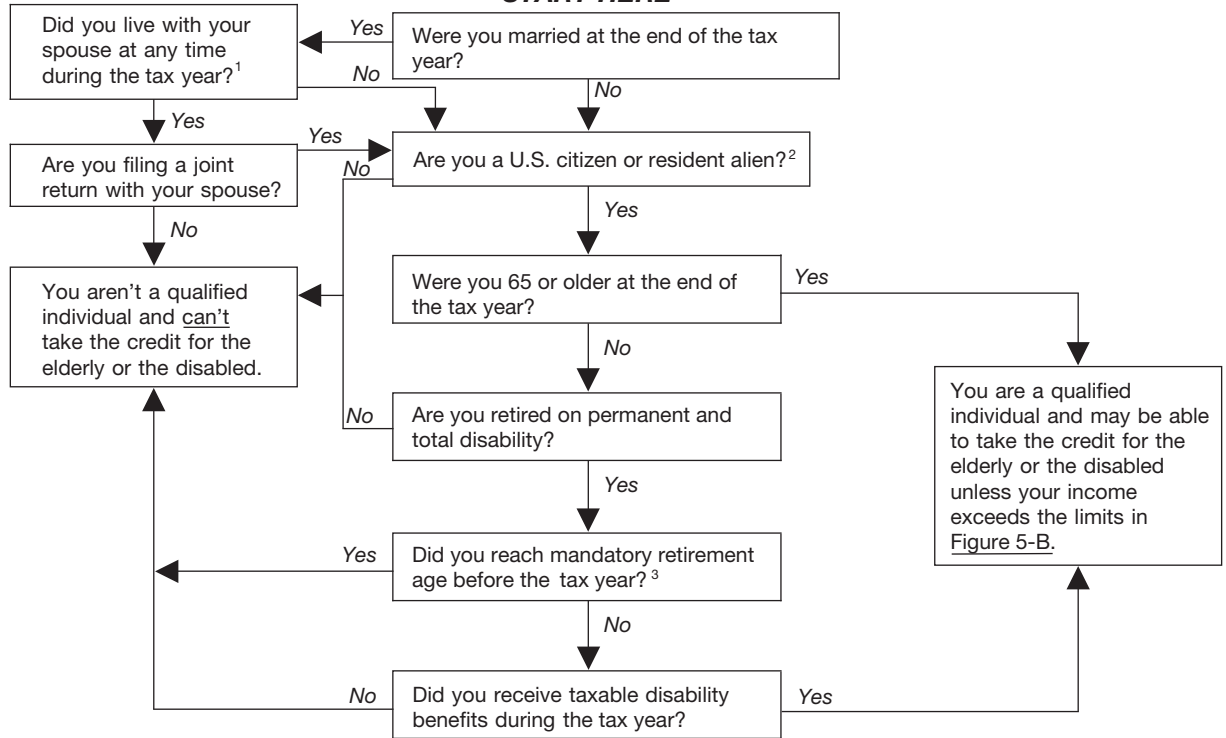 START HERE
Did you live with your
spouse at any time
during the tax year?1
Yes
Were you married at the end of the tax
year?
No
No
Yes
Are you filing a joint
return with your spouse?
Yes
Are you a U.S. citizen or resident alien?2
No
No
Yes
You aren't a qualified
individual and can't
take the credit for the
elderly or the disabled.
Were you 65 or older at the end of
the tax year?
Yes
No
Are you retired on permanent and
total disability?
No
Yes
You are a qualified
individual and may be able
to take the credit for the
elderly or the disabled
unless your income
exceeds the limits in
Figure 5-B.
Did you reach mandatory retirement
age before the tax year?3
Yes
No
Did you receive taxable disability
benefits during the tax year?
No
Yes